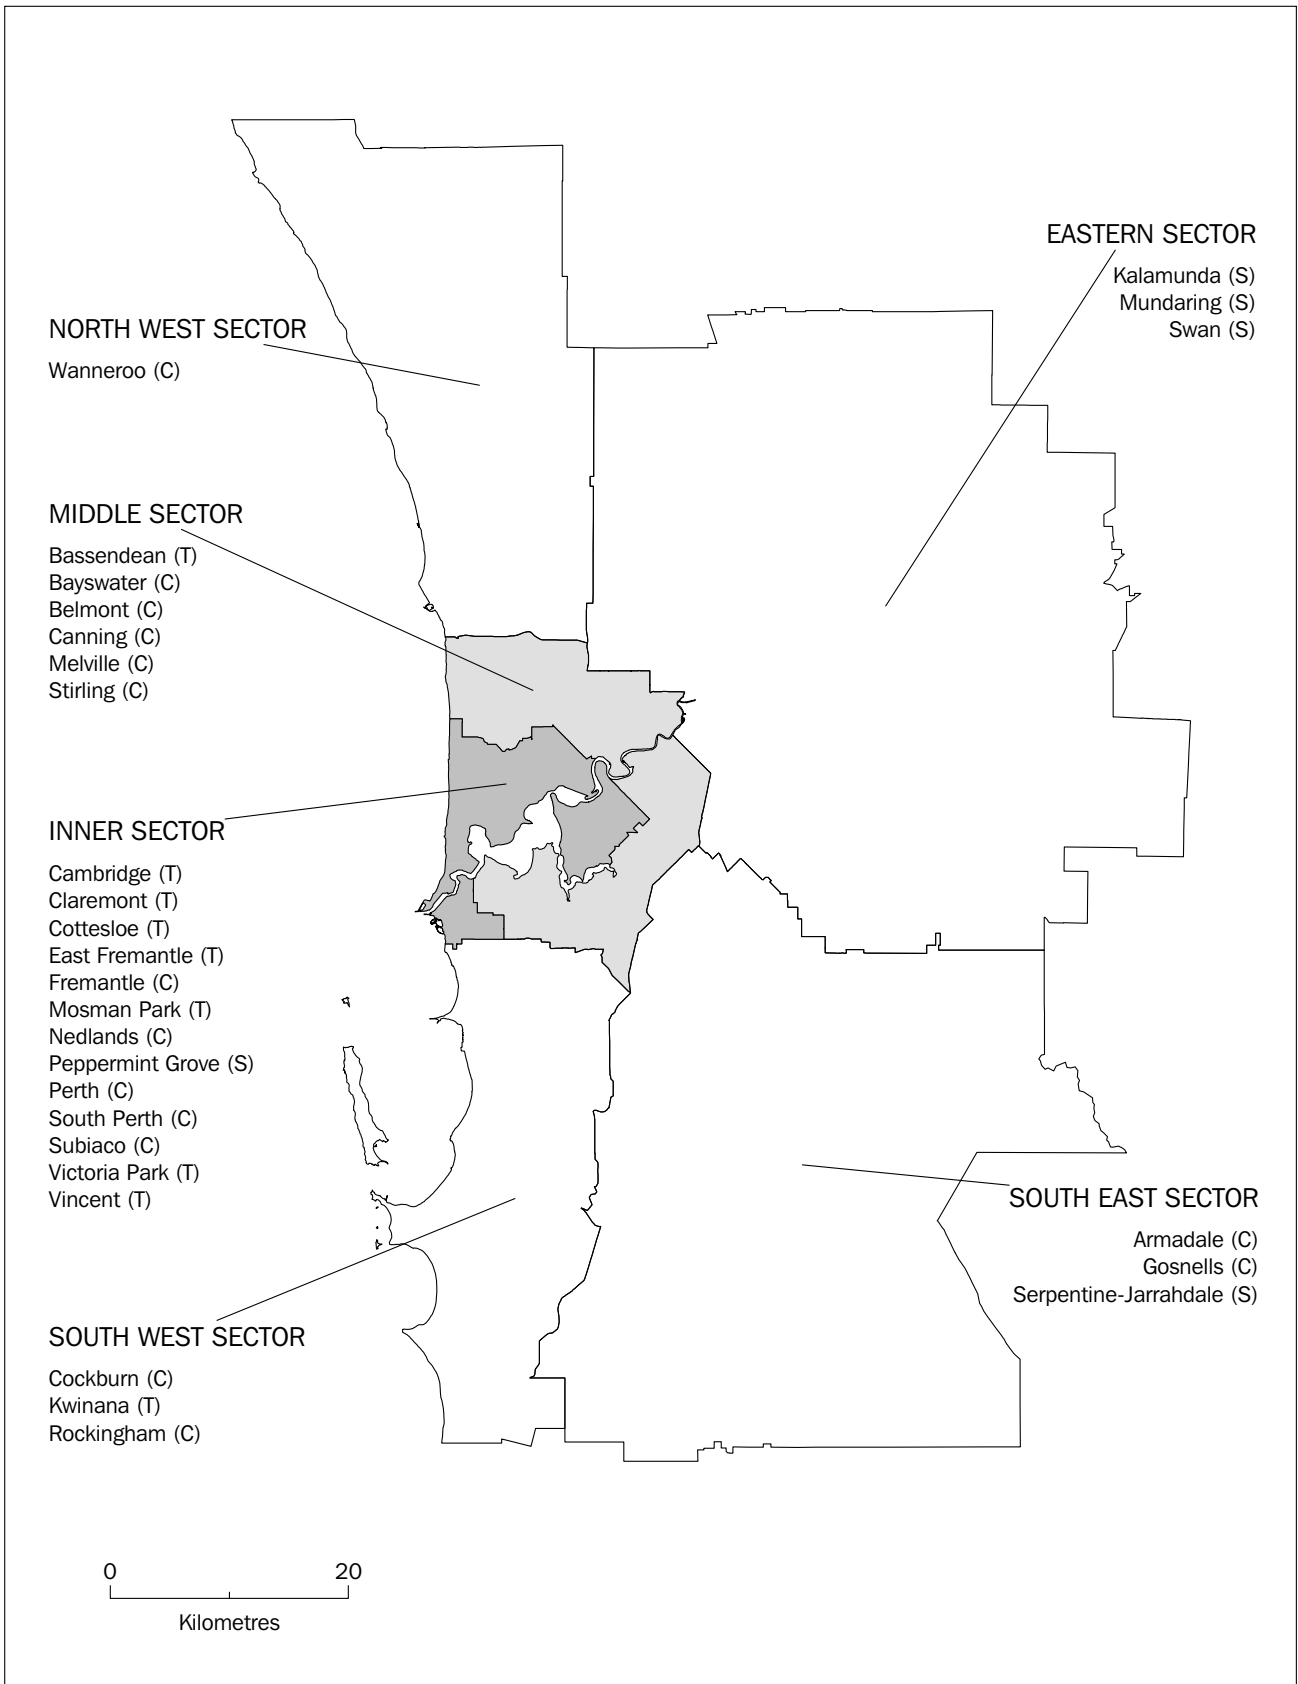 EASTERN SECTOR
Kalamunda (S)
Mundaring (S)
Swan (S)
NORTH WEST SECTOR
Wanneroo (C)
MIDDLE SECTOR
Bassendean (T)
Bayswater (C)
Belmont (C)
Canning (C)
Melville (C)
Stirling (C)
INNER SECTOR
Cambridge (T)
Claremont (T)
Cottesloe (T)
East Fremantle (T)
Fremantle (C)
Mosman Park (T)
Nedlands (C)
Peppermint Grove (S)
Perth (C)
South Perth (C)
Subiaco (C)
Victoria Park (T)
Vincent (T)
SOUTH EAST SECTOR
Armadale (C)
Gosnells (C)
Serpentine-Jarrahdale (S)
SOUTH WEST SECTOR
Cockburn (C)
Kwinana (T)
Rockingham (C)
0 20
Kilometres